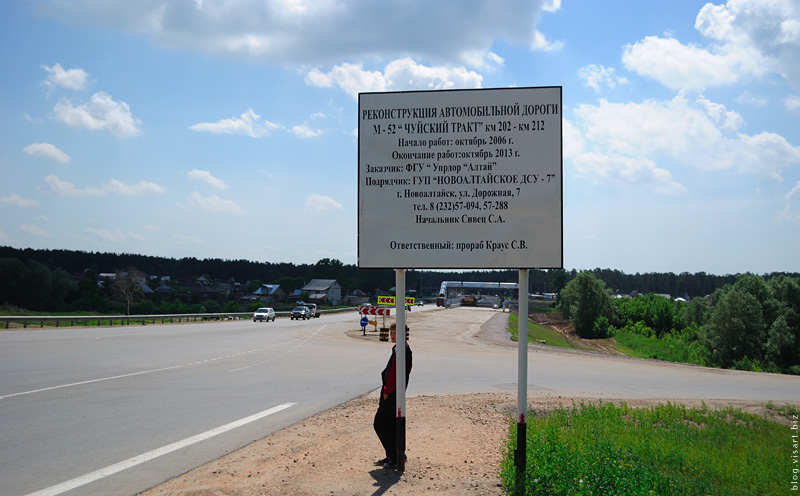 РЕКОНСТРУКЦИЯ АВТОМОБИЛЬНОЙ ДОРОГИ
М - 52 " ЧУЙСКИЙ ТРАКТ" КМ 202 - КМ 212
Начало работ: октябрь 2006 г.
Окончание работ:октябрь 2013 г.
Заказчик: ФГУ " Упрдор "Алтай"
Подрядчик: ГУП "НОВОАЛТАЙСКОЕ ДСУ - 7"
г. Новоалтайск, ул. Дорожная, 7
тел. 8 (232)57-094, 57-288
Начальник Сивец С.А.
Ответственный: прораб Краус С.В.
blog.visart.biz